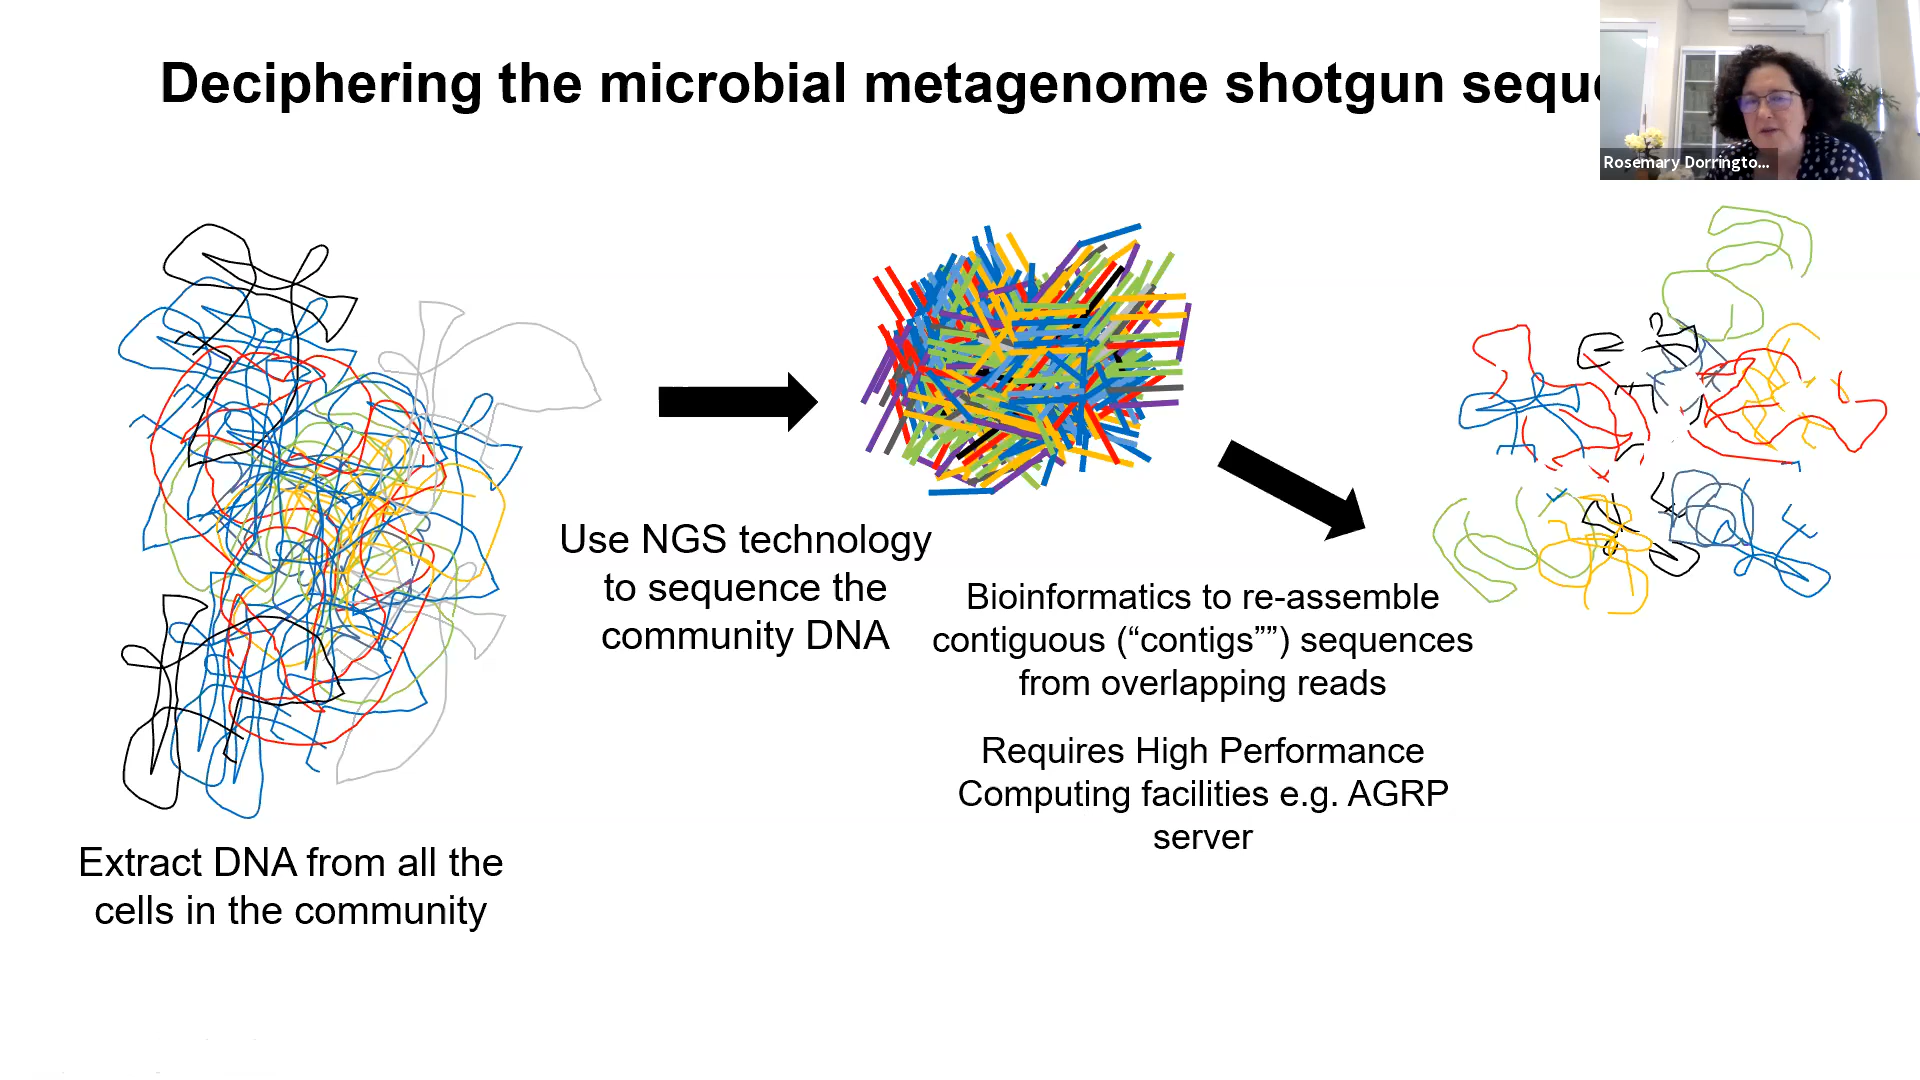 Deciphering the microbial metagenome shotgun seque
Rosemary Dorringto...
Use NGS technology
to sequence the
community DNA
Bioinformatics to re-assemble
contiguous (“contigs””) sequences
from overlapping reads
Requires High Performance
Computing facilities e.g. AGRP
server
Extract DNA from all the
cells in the community